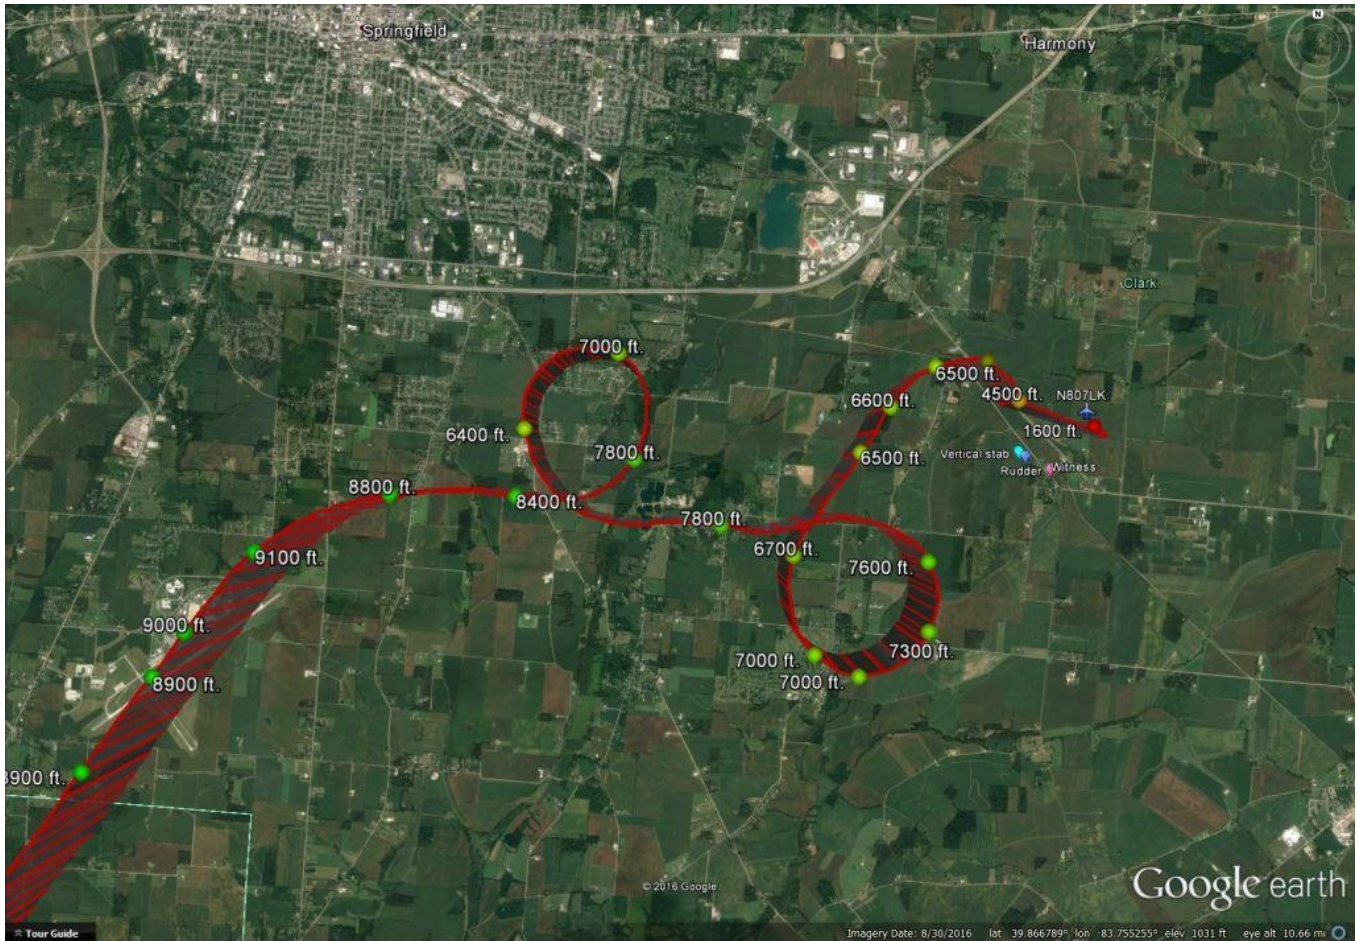 Springfield
N
Harmony
Clark
7000 ft.
6500 ft.
4500 ft.
N807LK
6600 ft.
6400 ft.
1600 ft.
7800 ft.
6500 ft.
Vertical stab
Rudder
Witness
8800 ft.
8400 ft.
7800 ft.
9100 ft.
6700 ft.
7600 ft.
9000 ft.
7300 ft.
7000 ft.
8900 ft.
7000 ft.
900 ft.
© 2016 Google
Google earth
Tour Guide
Imagery Date: 8/30/2016 lat 39.866789° lon -83.755255° elev 1031 ft eye alt 10.66 mi